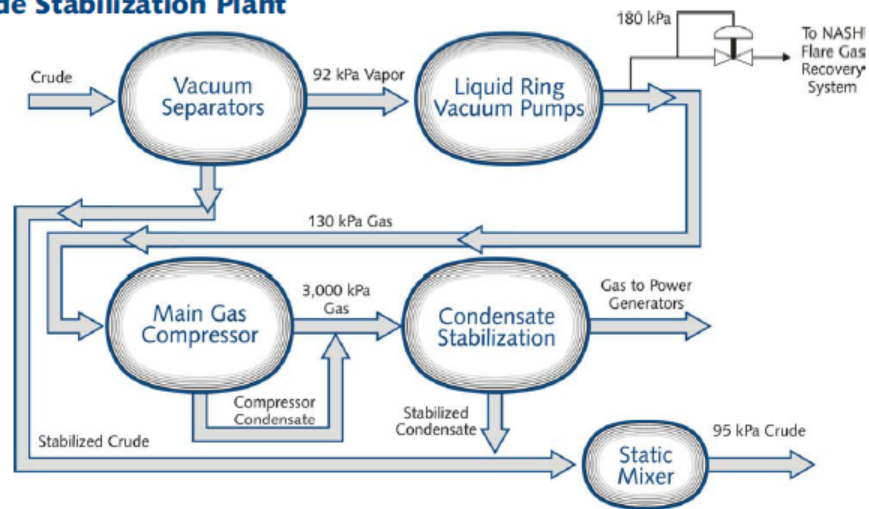 de Stabilization Plant
180 kPa
To NASH
Flare Gas
Recovery
System
Crude
Vacuum
Separators
92 kPa Vapor
Liquid Ring
Vacuum Pumps
130 kPa Gas
Main Gas
Compressor
3,000 kPa
Gas
Condensate
Stabilization
Gas to Power
Generators
Compressor
Condensate
Stabilized
Condensate
Stabilized Crude
Static
Mixer
95 kPa Crude